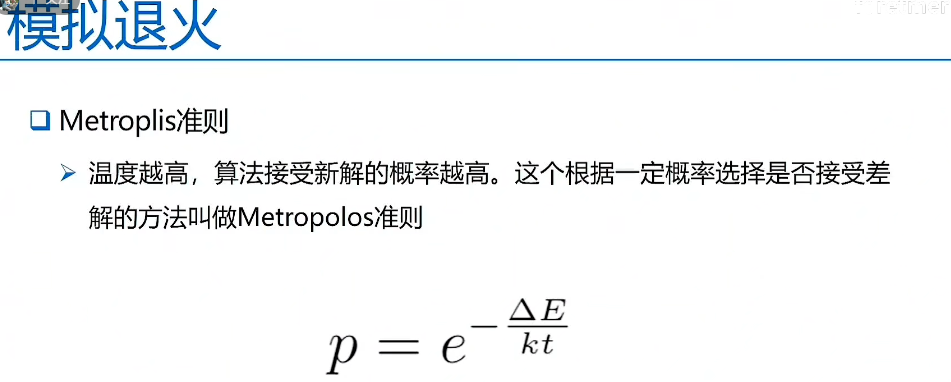 模拟退火
Metroplis准则
温度越高，算法接受新解的概率越高。这个根据一定概率选择是否接受差
解的方法叫做Metropolos准则
p = e^{-\frac{\Delta E}{kt}}